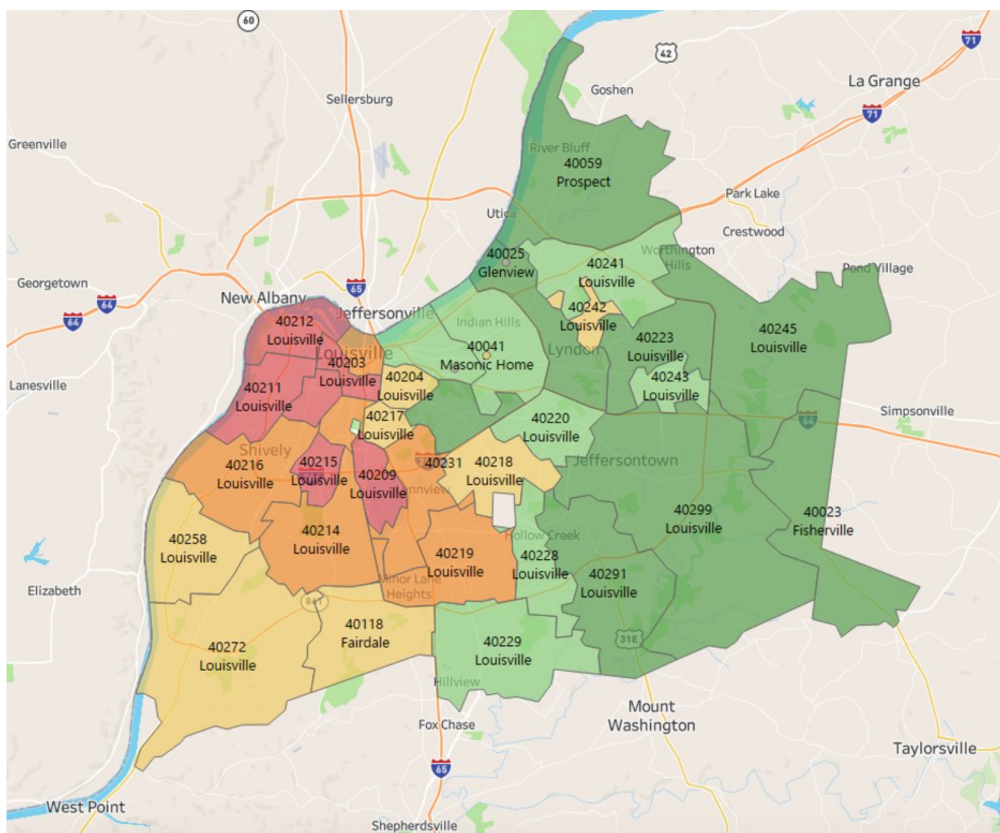 60
42
71
La Grange
Goshen
Sellersburg
71
Greenville
River Bluff
40059
Prospect
Park Lake
Utica
Crestwood
Worthington
Hills
40025
Glenview
40241
Louisville
Pond Village
Georgetown
65
New Albany
64
64
Jeffersonville
40242
Louisville
40212
Louisville
Indian Hills
40245
Louisville
40223
Louisville
40041
Masonic Home
Louisville
Lyndon
40203
Louisville
40204
Louisville
40243
Louisville
Lanesville
40211
Louisville
Simpsonville
40217
Louisville
40220
Louisville
64
Shively
40216
Louisville
40215
Louisville
40209
Louisville
40231
40218
Louisville
Jeffersontown
40299
Louisville
40023
Fisherville
40214
Louisville
Hollow Creek
40258
Louisville
40219
Louisville
40228
Louisville
40291
Louisville
Elizabeth
Minor Lane
Heights
841
40118
Fairdale
31E
40229
Louisville
40272
Louisville
Hillview
Mount
Washington
Fox Chase
Taylorsville
65
West Point
Shepherdsville